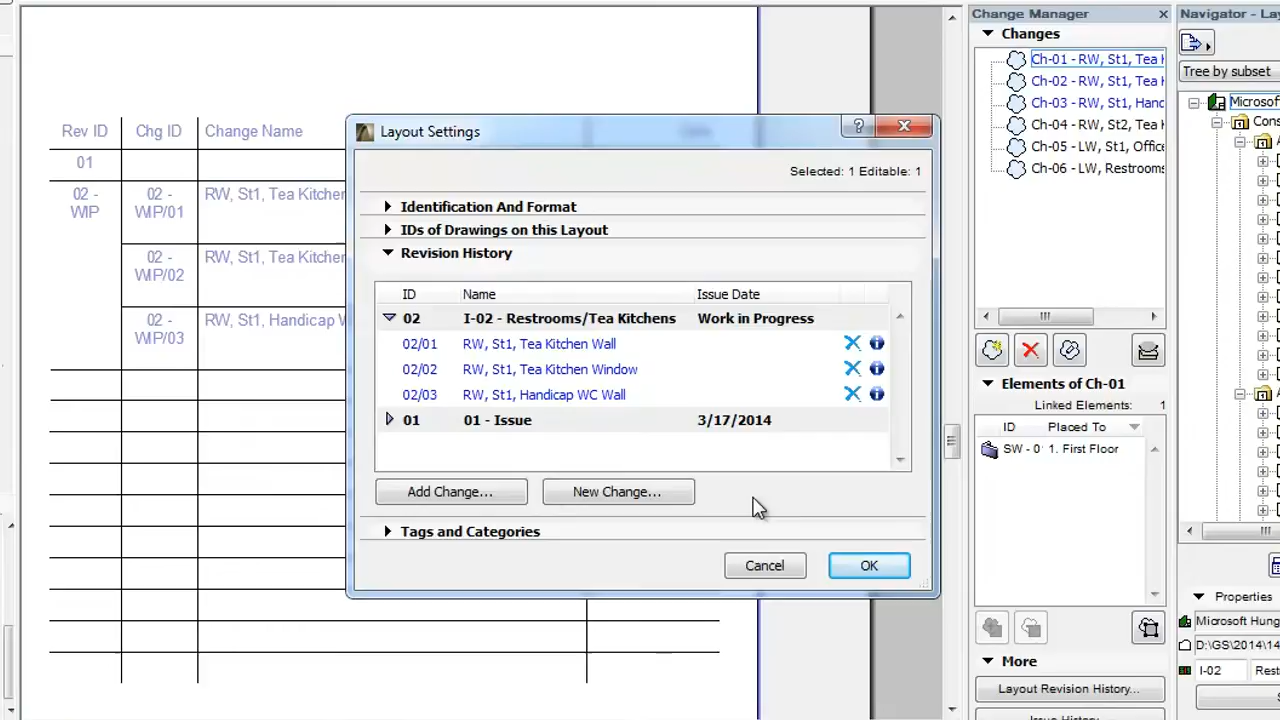 Rev ID Chg ID Change Name
01
02 - WIP 02 - WIP/01 RW, St1, Tea Kitchen
02 - WIP/02 RW, St1, Tea Kitchen
02 - WIP/03 RW, St1, Handicap W
Layout Settings
?
Selected: 1 Editable: 1
Identification And Format
IDs of Drawings on this Layout
Revision History
ID Name Issue Date
02 I-02 - Restrooms/Tea Kitchens Work in Progress
02/01 RW, St1, Tea Kitchen Wall
02/02 RW, St1, Tea Kitchen Window
02/03 RW, St1, Handicap WC Wall
01 01 - Issue 3/17/2014
Add Change... New Change...
Tags and Categories
Cancel OK
Change Manager
Changes
Ch-01 - RW, St1, Tea
Ch-02 - RW, St1, Tea
Ch-03 - RW, St1, Hand
Ch-04 - RW, St2, Tea
Ch-05 - LW, St1, Office
Ch-06 - LW, Restrooms
Elements of Ch-01
Linked Elements: 1
ID Placed To
SW - 0 1. First Floor
More
Layout Revision History...
Issue History...
Navigator - Lay
Tree by subset
Microsof
Cons
Properties
Microsoft Hung
D:\GS\2014\14
I-02 Rest